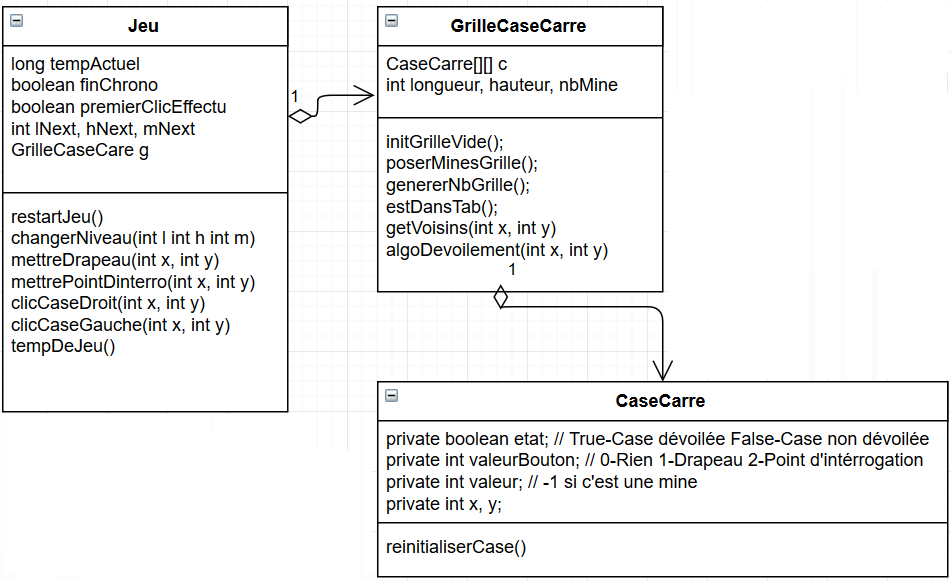 Jeu
long tempActuel
boolean finChrono
boolean premierClicEffectu
int lNext, hNext, mNext
GrilleCaseCare g
restartJeu()
changerNiveau(int l int h int m)
mettreDrapeau(int x, int y)
mettrePointDinterro(int x, int y)
clicCaseDroit(int x, int y)
clicCaseGauche(int x, int y)
tempDeJeu()
1
GrilleCaseCarre
CaseCarre[][] c
int longueur, hauteur, nbMine
initGrilleVide();
poserMinesGrille();
genererNbGrille();
estDansTab();
getVoisins(int x, int y)
algoDevoilement(int x, int y)
1
CaseCarre
private boolean etat; // True-Case dévoilée False-Case non dévoilée
private int valeurBouton; // 0-Rien 1-Drapeau 2-Point d'intérrogation
private int valeur; // -1 si c'est une mine
private int x, y;
reinitialiserCase()